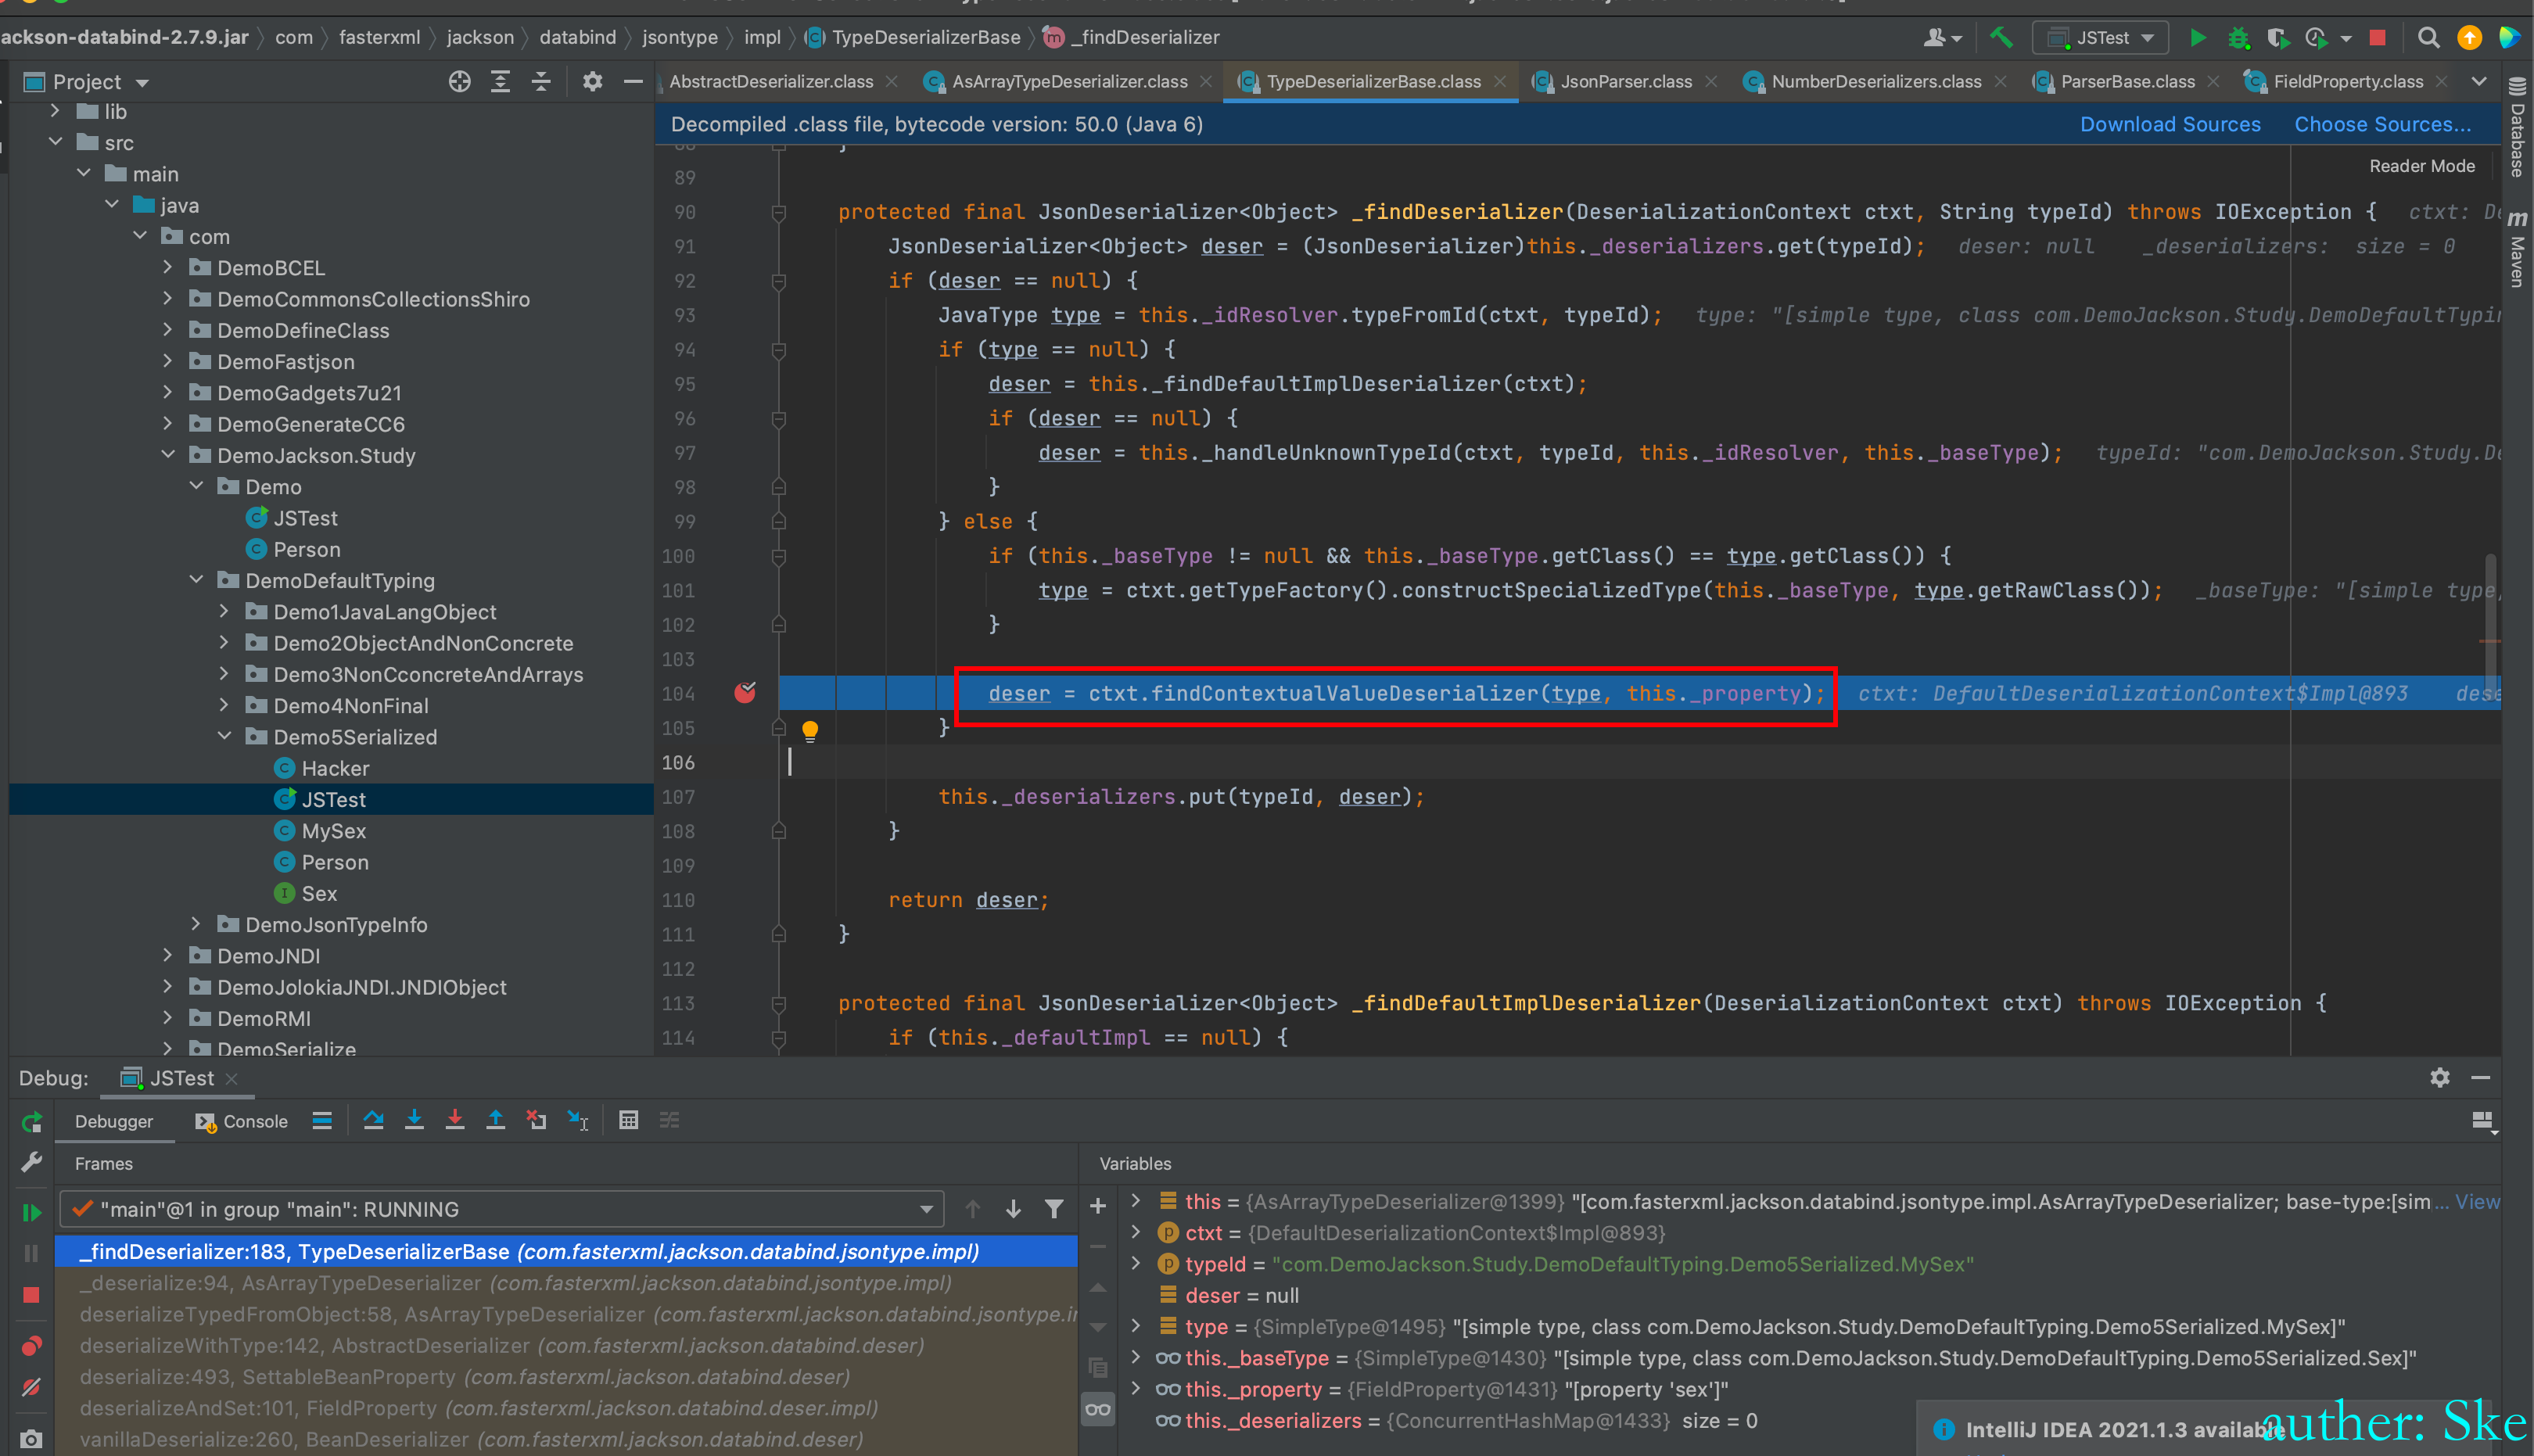 ackson-databind-2.7.9.jar com fasterxml jackson databind jsontype impl TypeDeserializerBase _findDeserializer JSTest
Project
AbstractDeserializer.class AsArrayTypeDeserializer.class TypeDeserializerBase.class JsonParser.class NumberDeserializers.class ParserBase.class FieldProperty.class
Decompiled .class file, bytecode version: 50.0 (Java 6) Download Sources Choose Sources...
Reader Mode
Database
Maven
lib
src
main
java
com
DemoBCEL
DemoCommonsCollectionsShiro
DemoDefineClass
DemoFastjson
DemoGadgets7u21
DemoGenerateCC6
DemoJackson.Study
Demo
JSTest
Person
DemoDefaultTyping
Demo1JavaLangObject
Demo2ObjectAndNonConcrete
Demo3NonCconcreteAndArrays
Demo4NonFinal
Demo5Serialized
Hacker
JSTest
MySex
Person
Sex
DemoJsonTypeInfo
DemoJNDI
DemoJolokiaJNDI.JNDIObject
DemoRMI
DemoSerialize
89
90 protected final JsonDeserializer<Object> _findDeserializer(DeserializationContext ctxt, String typeId) throws IOException { ctxt: De
91 JsonDeserializer<Object> deser = (JsonDeserializer)this._deserializers.get(typeId); deser: null _deserializers: size = 0
92 if (deser == null) {
93 JavaType type = this._idResolver.typeFromId(ctxt, typeId); type: "[simple type, class com.DemoJackson.Study.DemoDefaultTypin
94 if (type == null) {
95 deser = this._findDefaultImplDeserializer(ctxt);
96 if (deser == null) {
97 deser = this._handleUnknownTypeId(ctxt, typeId, this._idResolver, this._baseType); typeId: "com.DemoJackson.Study.De
98 }
99 } else {
100 if (this._baseType != null && this._baseType.getClass() == type.getClass()) {
101 type = ctxt.getTypeFactory().constructSpecializedType(this._baseType, type.getRawClass()); _baseType: "[simple type,
102 }
103
104 deser = ctxt.findContextualValueDeserializer(type, this._property); ctxt: DefaultDeserializationContext$Impl@893 dese
105 }
106
107 this._deserializers.put(typeId, deser);
108 }
109
110 return deser;
111 }
112
113 protected final JsonDeserializer<Object> _findDefaultImplDeserializer(DeserializationContext ctxt) throws IOException {
114 if (this._defaultImpl == null) {
Debug: JSTest
Debugger Console
Frames
"main"@1 in group "main": RUNNING
_findDeserializer:183, TypeDeserializerBase (com.fasterxml.jackson.databind.jsontype.impl)
_deserialize:94, AsArrayTypeDeserializer (com.fasterxml.jackson.databind.jsontype.impl)
deserializeTypedFromObject:58, AsArrayTypeDeserializer (com.fasterxml.jackson.databind.jsontype.ir
deserializeWithType:142, AbstractDeserializer (com.fasterxml.jackson.databind.deser)
deserialize:493, SettableBeanProperty (com.fasterxml.jackson.databind.deser)
deserializeAndSet:101, FieldProperty (com.fasterxml.jackson.databind.deser.impl)
vanillaDeserialize:260, BeanDeserializer (com.fasterxml.jackson.databind.deser)
Variables
this = {AsArrayTypeDeserializer@1399} "[com.fasterxml.jackson.databind.jsontype.impl.AsArrayTypeDeserializer; base-type:[sim... View
ctxt = {DefaultDeserializationContext$Impl@893}
typeId = "com.DemoJackson.Study.DemoDefaultTyping.Demo5Serialized.MySex"
deser = null
type = {SimpleType@1495} "[simple type, class com.DemoJackson.Study.DemoDefaultTyping.Demo5Serialized.MySex]"
this._baseType = {SimpleType@1430} "[simple type, class com.DemoJackson.Study.DemoDefaultTyping.Demo5Serialized.Sex]"
this._property = {FieldProperty@1431} "[property 'sex']"
this._deserializers = {ConcurrentHashMap@1433} size = 0
IntelliJ IDEA 2021.1.3 available
auther: Ske